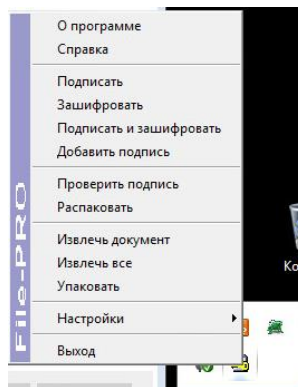 File-PRO
О программе
Справка
Подписать
Зашифровать
Подписать и зашифровать
Добавить подпись
Проверить подпись
Распаковать
Извлечь документ
Извлечь все
Упаковать
Настройки
Выход
Ко